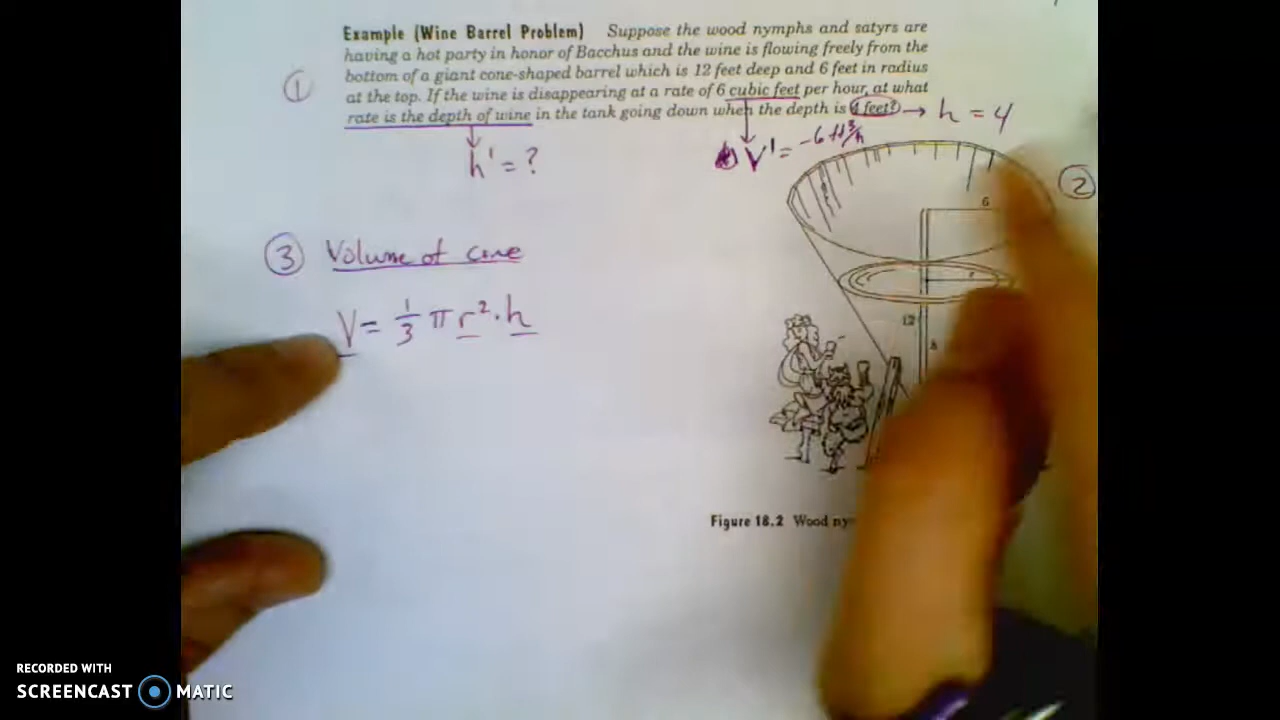 Example (Wine Barrel Problem) Suppose the wood nymphs and satyrs are
having a hot party in honor of Bacchus and the wine is flowing freely from the
bottom of a giant cone-shaped barrel which is 12 feet deep and 6 feet in radius
at the top. If the wine is disappearing at a rate of 6 cubic feet per hour, at what
rate is the depth of wine in the tank going down when the depth is 4 feet? → h = 4
①
h' = ?
V' = -6 ft³/h
②
6
r
12
③ Volume of cone
V = 1/3 π r² · h
Figure 18.2 Wood
RECORDED WITH
SCREENCAST MATIC